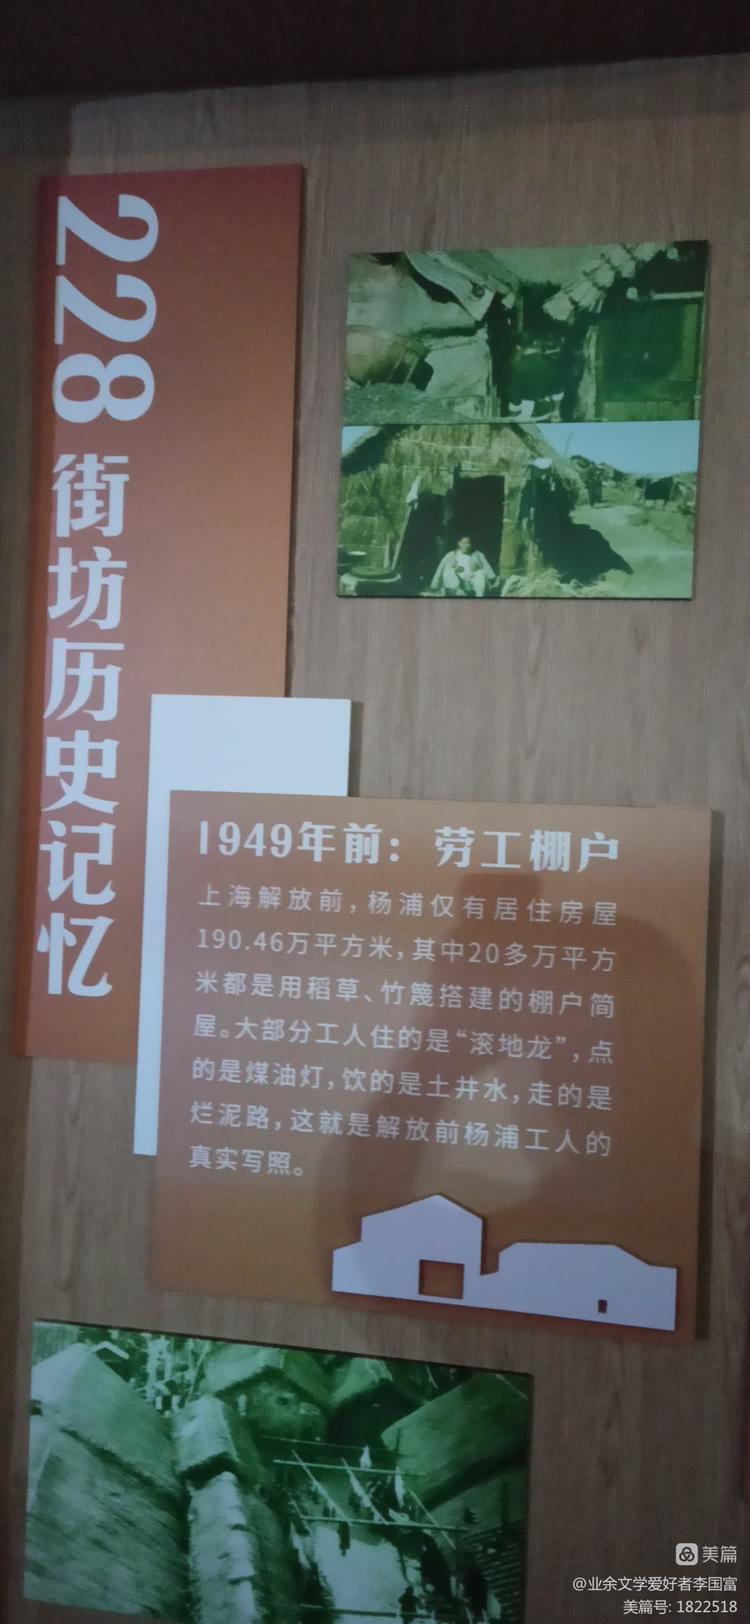 228街坊历史记忆
1949年前：劳工棚户
上海解放前，杨浦仅有居住房屋
190.46万平方米，其中20多万平方
米都是用稻草、竹篾搭建的棚户简
屋。大部分工人住的是“滚地龙”，点
的是煤油灯，饮的是土井水，走的是
烂泥路，这就是解放前杨浦工人的
真实写照。
美篇
@业余文学爱好者李国富
美篇号: 1822518